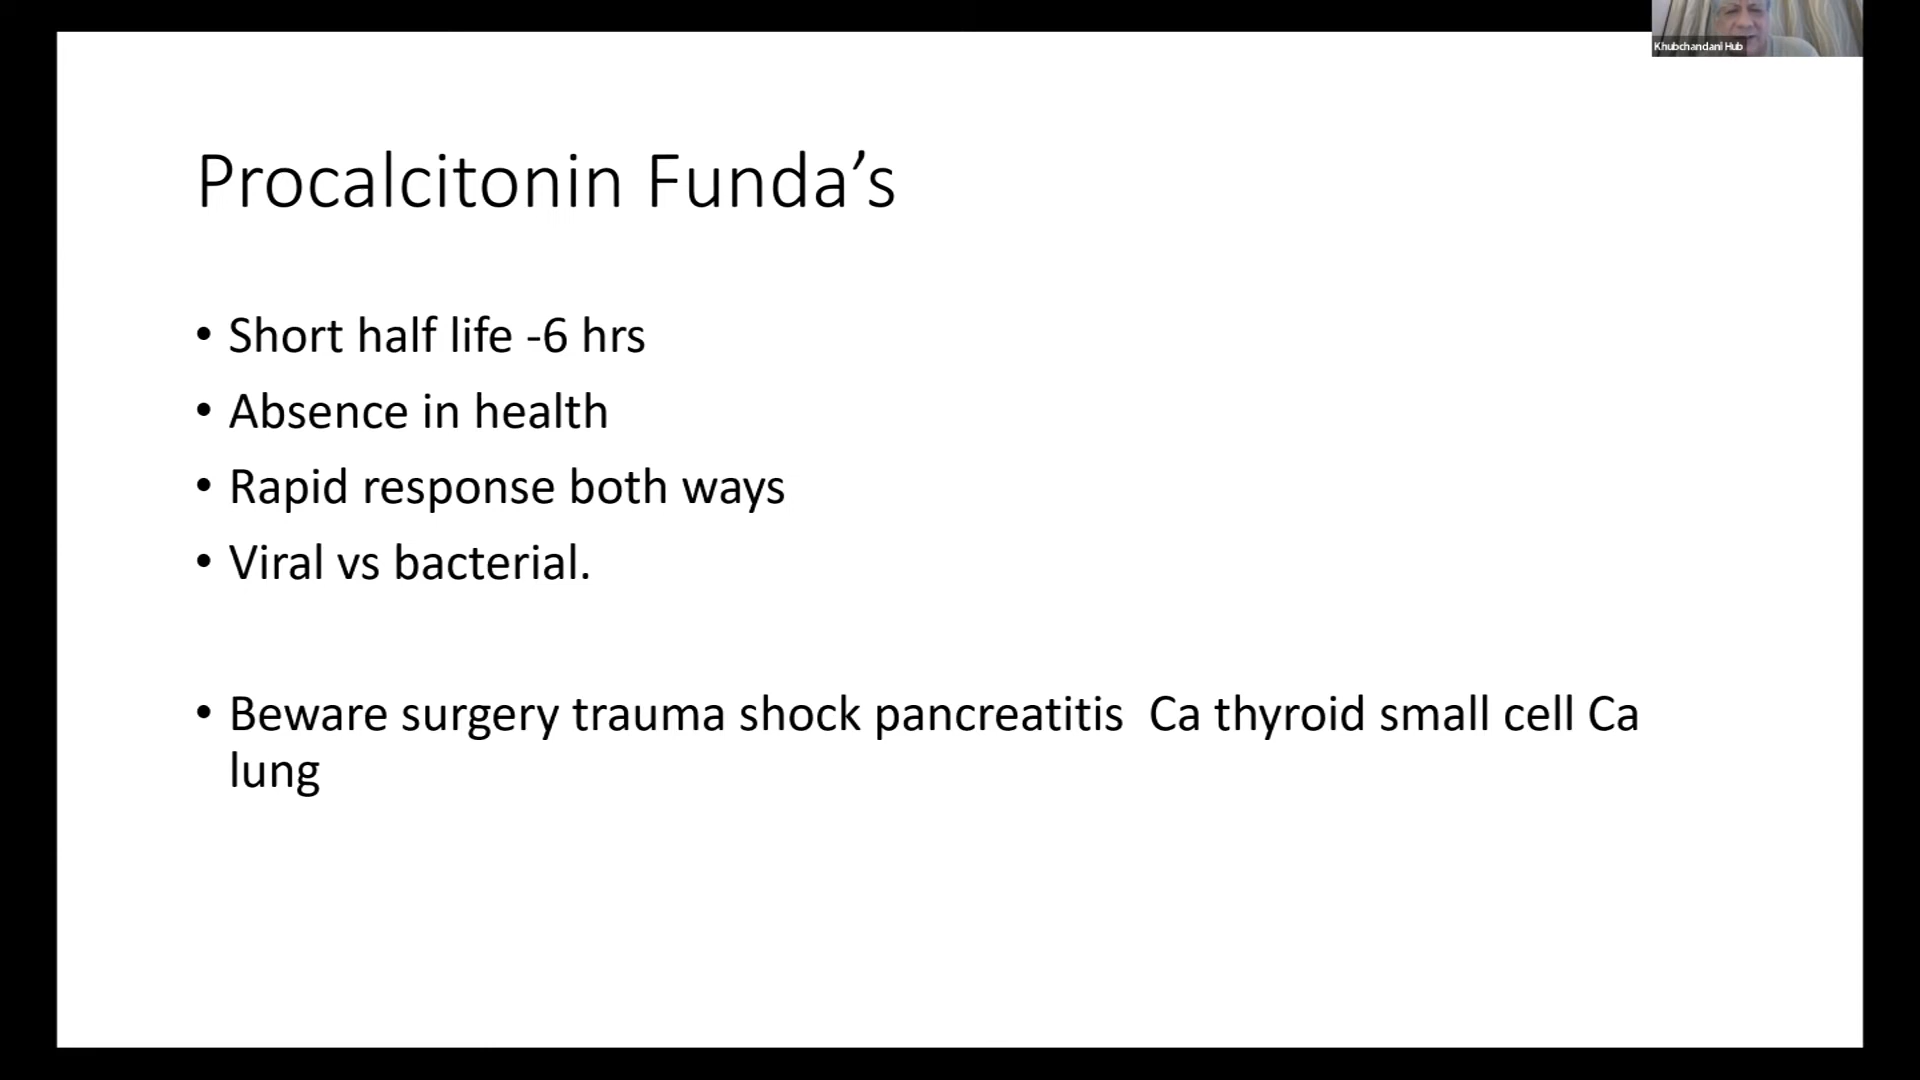 Khubchandani Hub
Procalcitonin Funda’s
• Short half life -6 hrs
• Absence in health
• Rapid response both ways
• Viral vs bacterial.
• Beware surgery trauma shock pancreatitis  Ca thyroid small cell Ca
lung